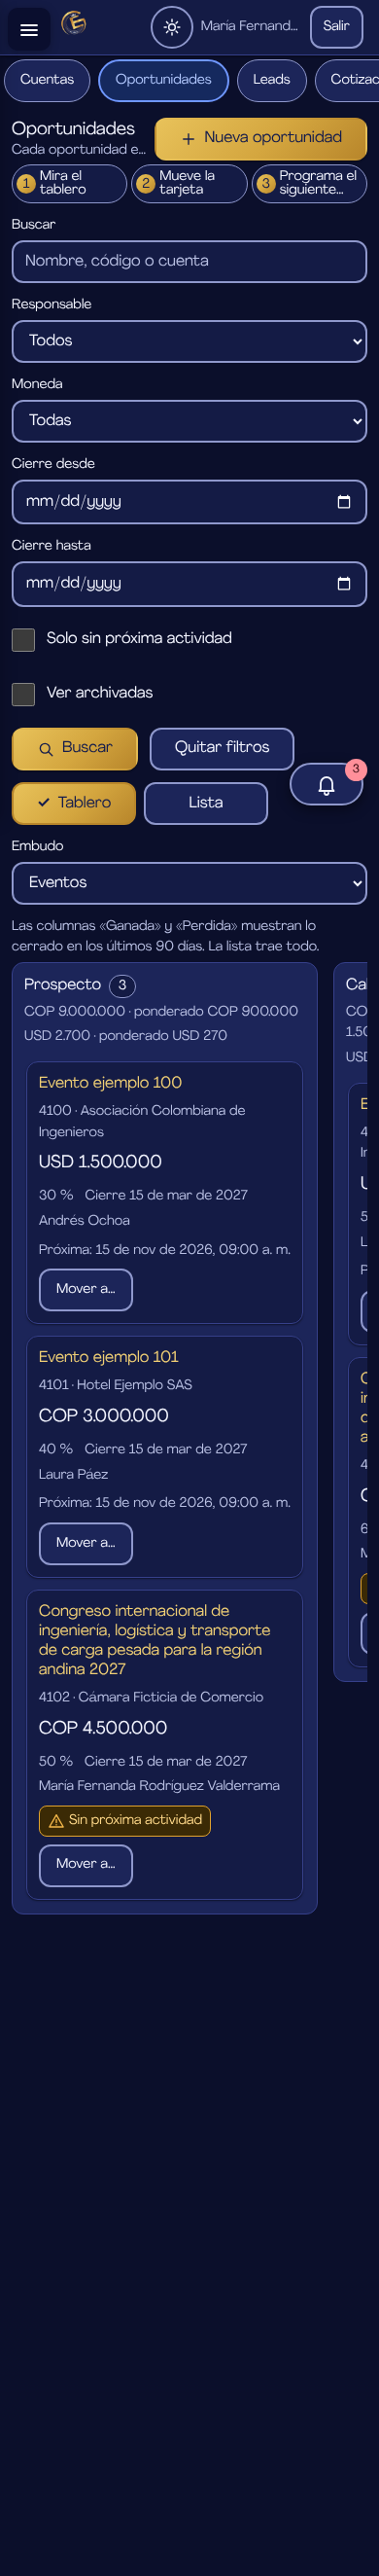 María Fernand...
Salir
Cuentas
Oportunidades
Leads
Oportunidades
Cada oportunidad e...
+ Nueva oportunidad
1 Mira el
tablero
2 Mueve la
tarjeta
3 Programa el
siguiente...
Buscar
Nombre, código o cuenta
Responsable
Todos
Moneda
Todas
Cierre desde
mm/dd/yyyy
Cierre hasta
mm/dd/yyyy
Solo sin próxima actividad
Ver archivadas
Buscar
Quitar filtros
3
Tablero
Lista
Embudo
Eventos
Las columnas «Ganada» y «Perdida» muestran lo
cerrado en los últimos 90 días. La lista trae todo.
Prospecto 3
COP 9.000.000 · ponderado COP 900.000
USD 2.700 · ponderado USD 270
Evento ejemplo 100
4100 · Asociación Colombiana de
Ingenieros
USD 1.500.000
30 % Cierre 15 de mar de 2027
Andrés Ochoa
Próxima: 15 de nov de 2026, 09:00 a. m.
Mover a...
Evento ejemplo 101
4101 · Hotel Ejemplo SAS
COP 3.000.000
40 % Cierre 15 de mar de 2027
Laura Páez
Próxima: 15 de nov de 2026, 09:00 a. m.
Mover a...
Congreso internacional de
ingeniería, logística y transporte
de carga pesada para la región
andina 2027
4102 · Cámara Ficticia de Comercio
COP 4.500.000
50 % Cierre 15 de mar de 2027
María Fernanda Rodríguez Valderrama
Sin próxima actividad
Mover a...